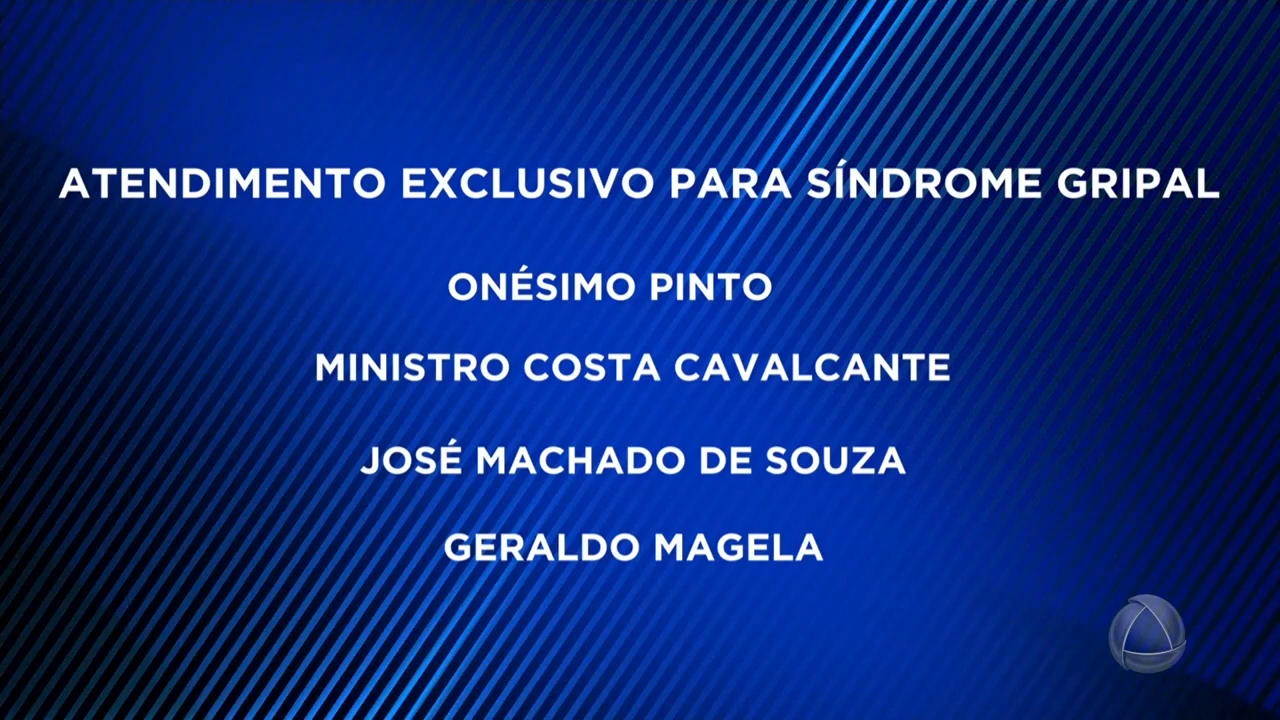 ATENDIMENTO EXCLUSIVO PARA SÍNDROME GRIPAL
ONÉSIMO PINTO
MINISTRO COSTA CAVALCANTE
JOSÉ MACHADO DE SOUZA
GERALDO MAGELA